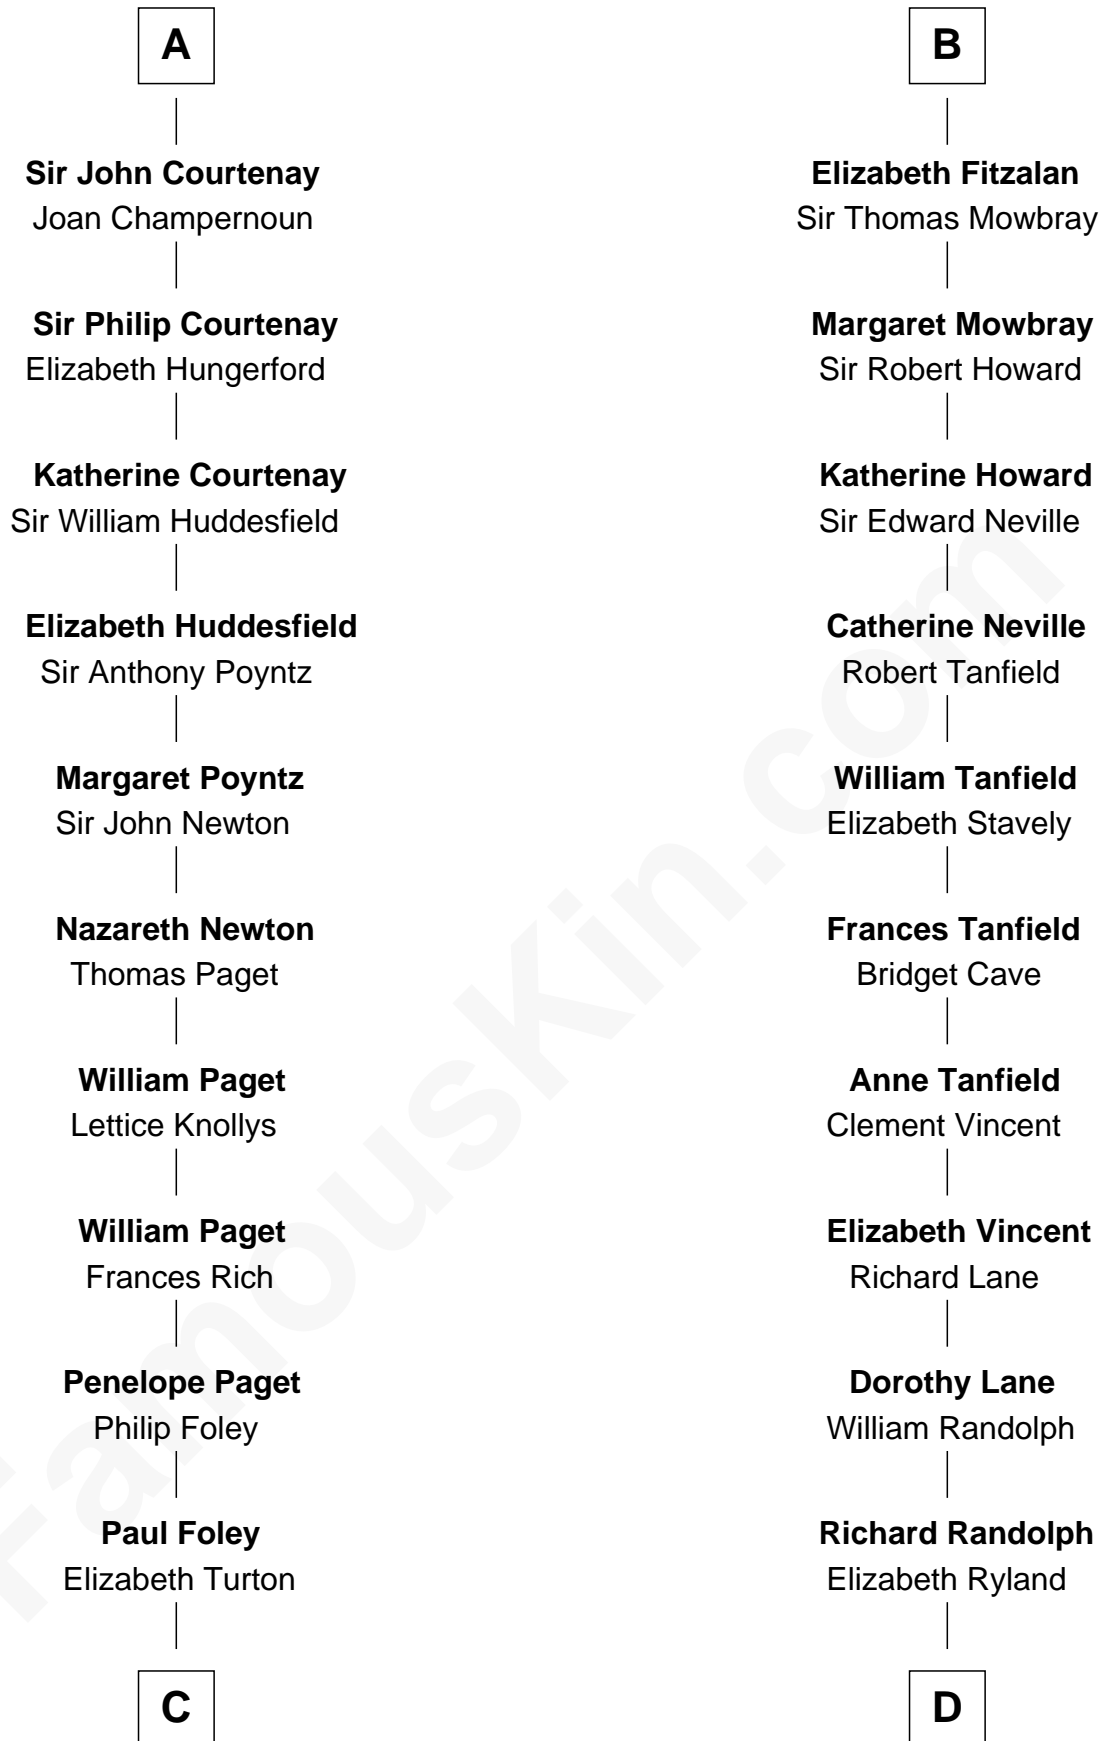 A
Sir John Courtenay
Joan Champernoun
Sir Philip Courtenay
Elizabeth Hungerford
Katherine Courtenay
Sir William Huddesfield
Elizabeth Huddesfield
Sir Anthony Poyntz
Margaret Poyntz
Sir John Newton
Nazareth Newton
Thomas Paget
William Paget
Lettice Knollys
William Paget
Frances Rich
Penelope Paget
Philip Foley
Paul Foley
Elizabeth Turton
C
B
Elizabeth Fitzalan
Sir Thomas Mowbray
Margaret Mowbray
Sir Robert Howard
Katherine Howard
Sir Edward Neville
Catherine Neville
Robert Tanfield
William Tanfield
Elizabeth Stavely
Frances Tanfield
Bridget Cave
Anne Tanfield
Clement Vincent
Elizabeth Vincent
Richard Lane
Dorothy Lane
William Randolph
Richard Randolph
Elizabeth Ryland
D
FamousKin.com